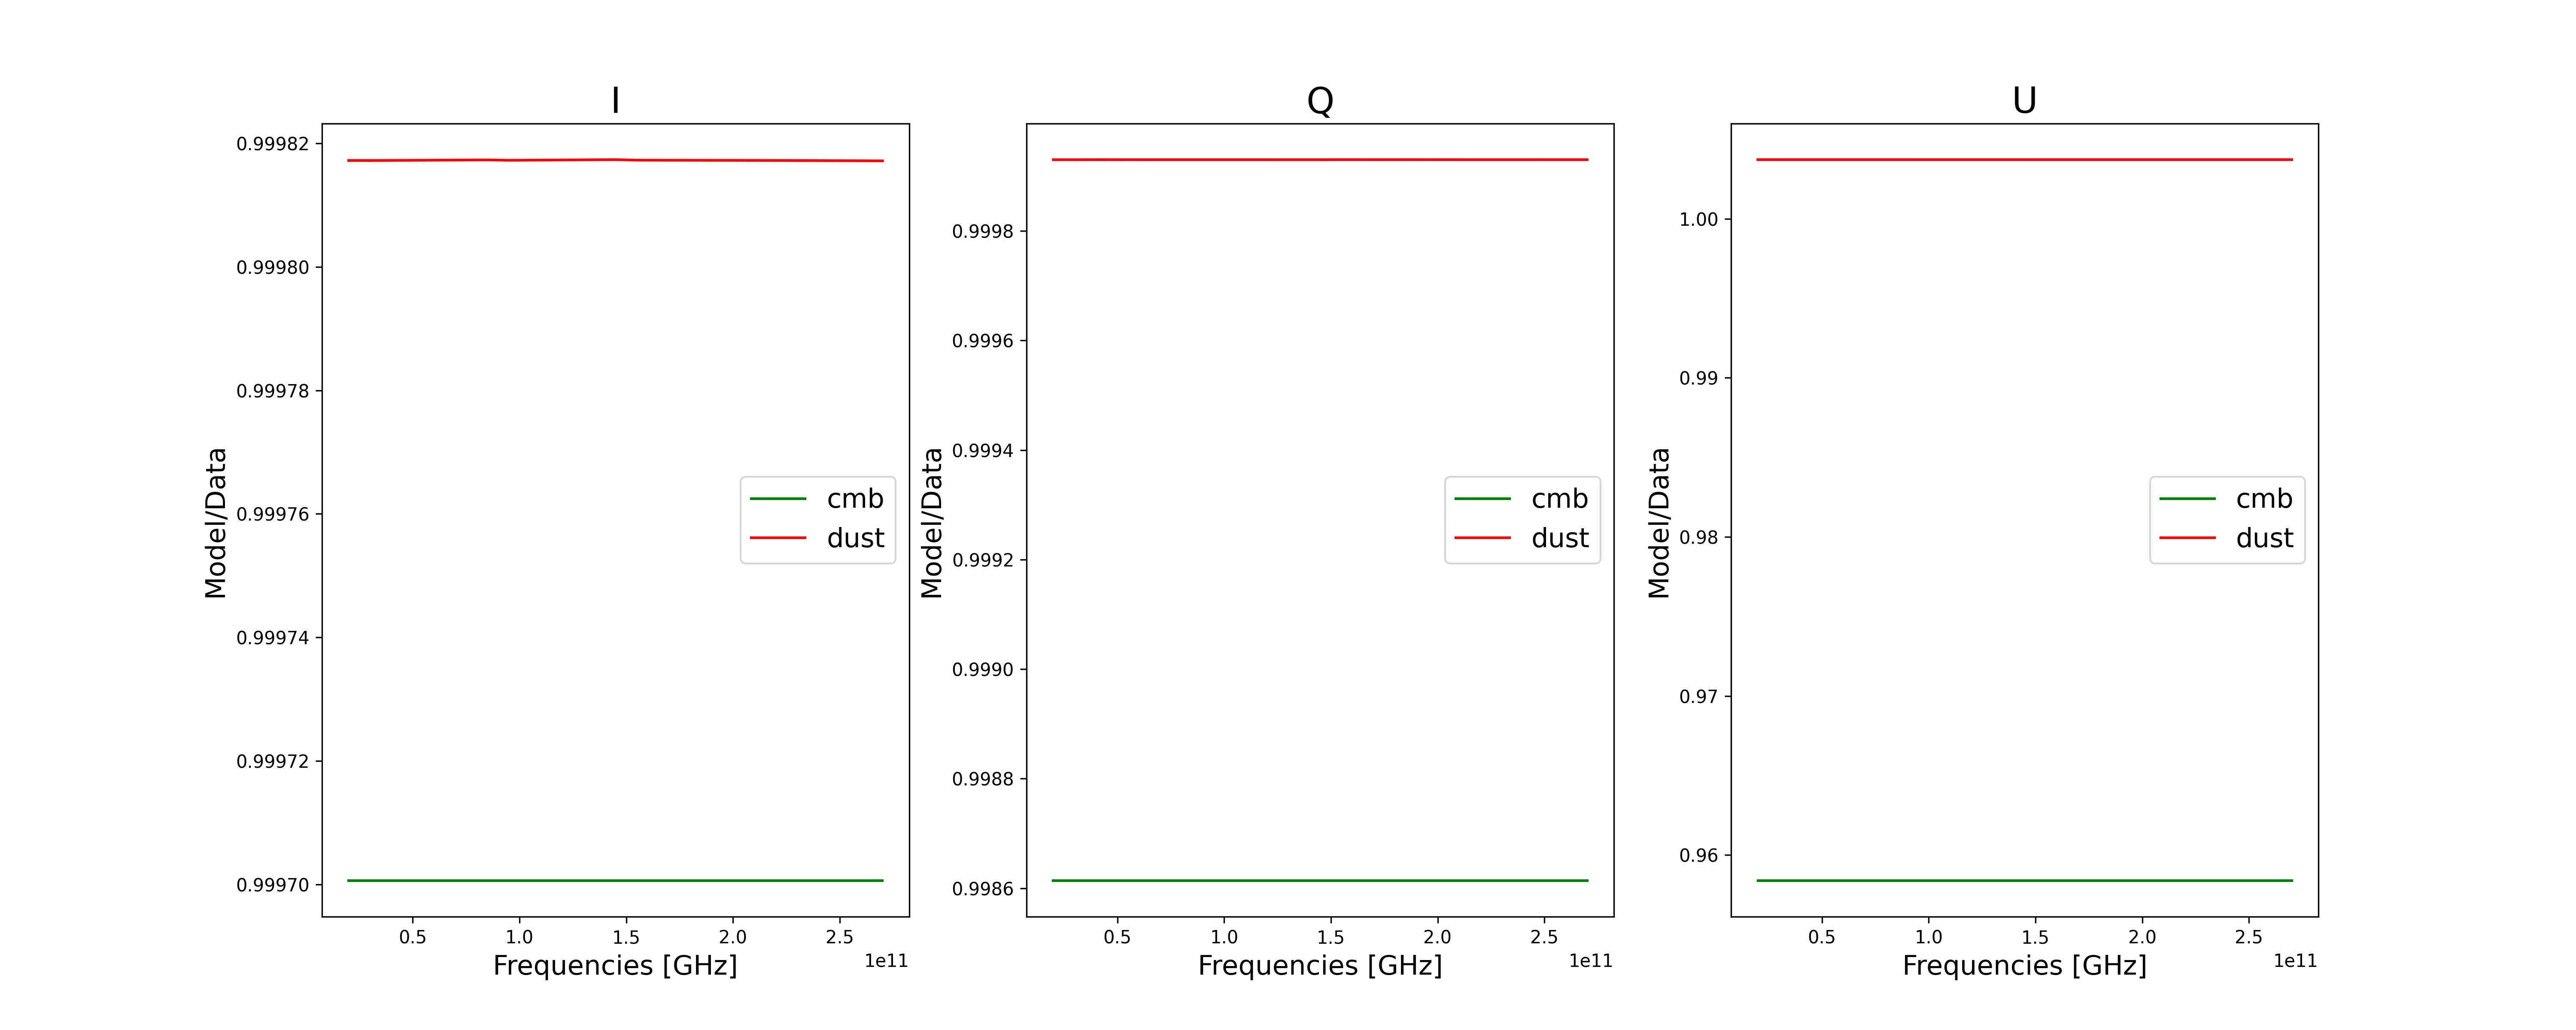 I
Model/Data
0.99982
0.99980
0.99978
0.99976
0.99974
0.99972
0.99970
cmb
dust
0.5 1.0 1.5 2.0 2.5
Frequencies [GHz]
1e11
Q
Model/Data
0.9998
0.9996
0.9994
0.9992
0.9990
0.9988
0.9986
cmb
dust
0.5 1.0 1.5 2.0 2.5
Frequencies [GHz]
1e11
U
Model/Data
1.00
0.99
0.98
0.97
0.96
cmb
dust
0.5 1.0 1.5 2.0 2.5
Frequencies [GHz]
1e11